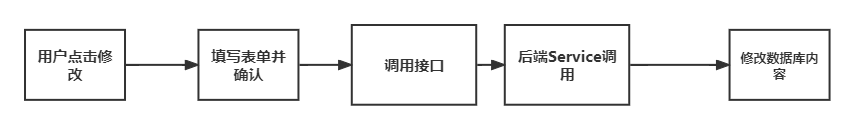 用户点击修
改
填写表单并
确认
调用接口
后端Service调
用
修改数据库内
容